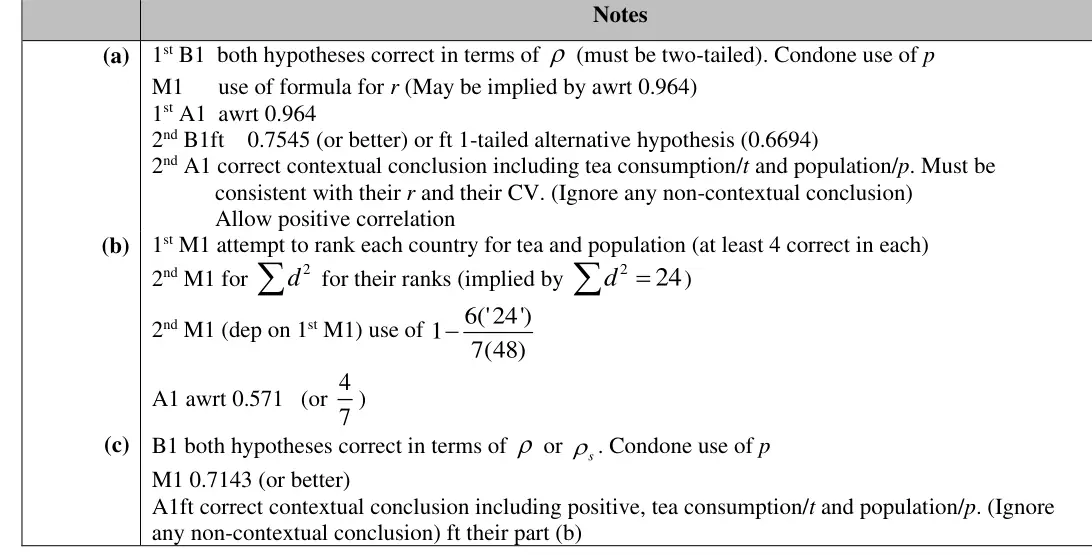 Notes
(a) 1st B1 both hypotheses correct in terms of ρ (must be two-tailed). Condone use of p
M1 use of formula for r (May be implied by awrt 0.964)
1st A1 awrt 0.964
2nd B1ft 0.7545 (or better) or ft 1-tailed alternative hypothesis (0.6694)
2nd A1 correct contextual conclusion including tea consumption/t and population/p. Must be
consistent with their r and their CV. (Ignore any non-contextual conclusion)
Allow positive correlation
(b) 1st M1 attempt to rank each country for tea and population (at least 4 correct in each)
2nd M1 for ∑d² for their ranks (implied by ∑d² = 24)
2nd M1 (dep on 1st M1) use of 1 − 6('24')/7(48)
A1 awrt 0.571 (or 4/7)
(c) B1 both hypotheses correct in terms of ρ or ρₛ. Condone use of p
M1 0.7143 (or better)
A1ft correct contextual conclusion including positive, tea consumption/t and population/p. (Ignore
any non-contextual conclusion) ft their part (b)